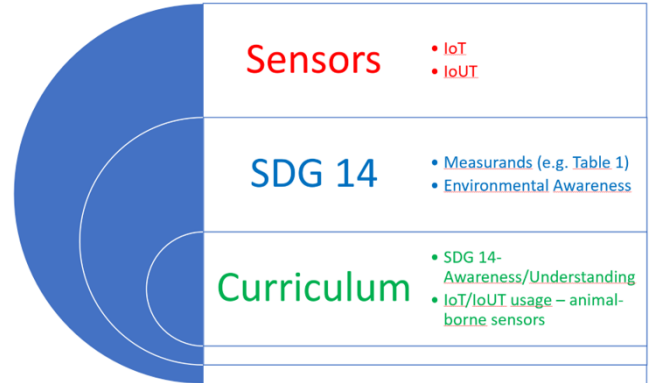 Sensors
• IoT
• IoUT
SDG 14
• Measurands (e.g. Table 1)
• Environmental Awareness
Curriculum
• SDG 14-
Awareness/Understanding
• IoT/IoUT usage – animal-
borne sensors